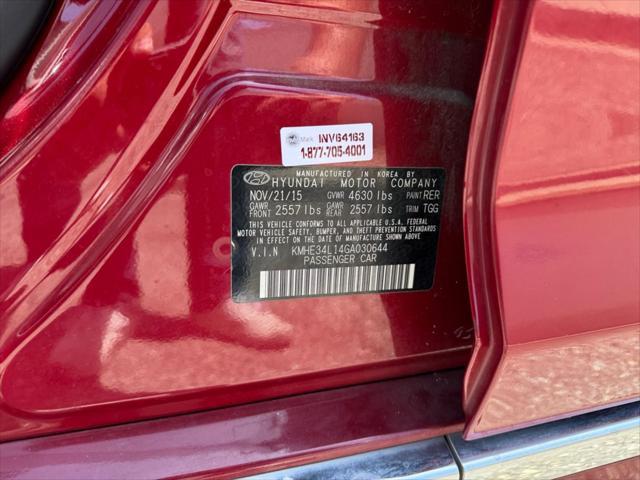 INV64163
1-877-705-4001
MANUFACTURED IN KOREA BY
HYUNDAI MOTOR COMPANY
NOV/21/15 GVWR 4630 lbs PAINT RER
GAWR FRONT 2557 lbs GAWR REAR 2557 lbs TRIM TGG
THIS VEHICLE CONFORMS TO ALL APPLICABLE U.S.A. FEDERAL
MOTOR VEHICLE SAFETY, BUMPER, AND THEFT PREVENTION STANDARDS
IN EFFECT ON THE DATE OF MANUFACTURE SHOWN ABOVE.
V.I.N KMHE34L14GA030644
PASSENGER CAR